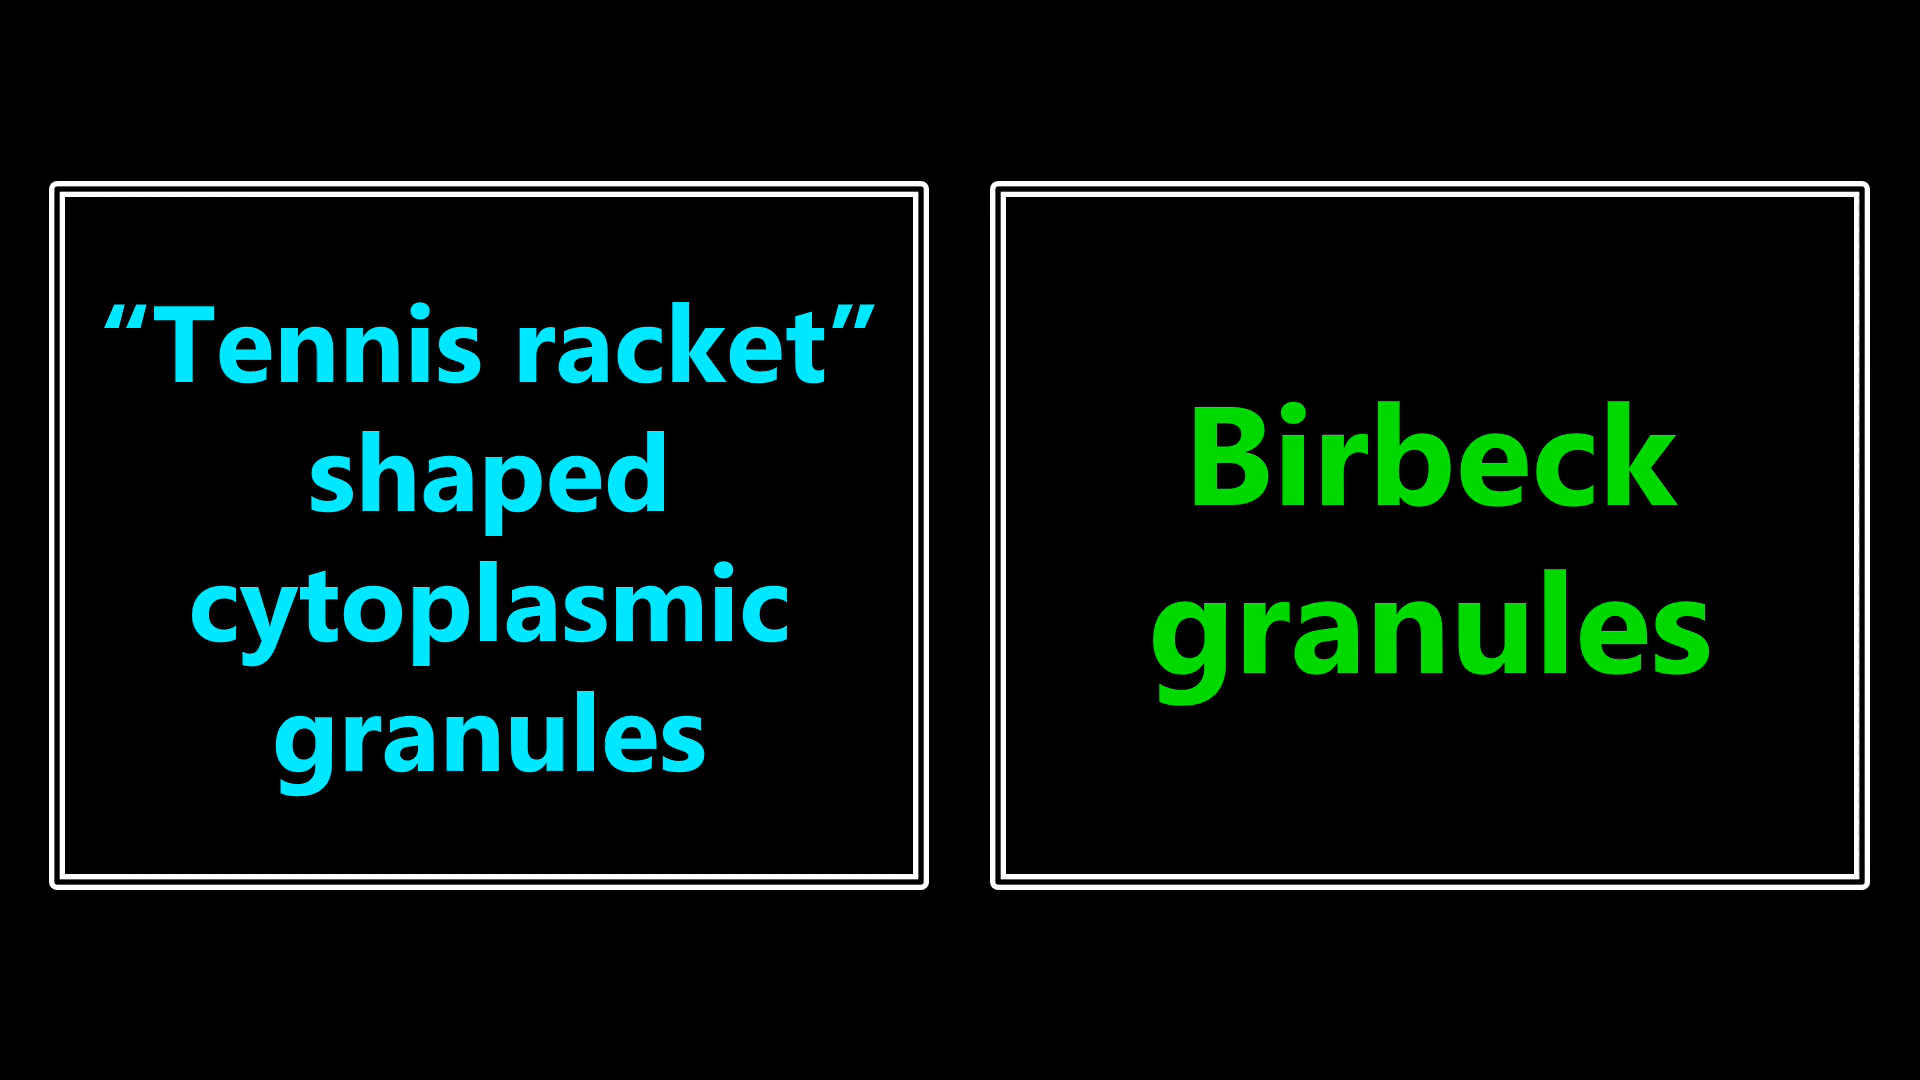 “Tennis racket”
shaped
cytoplasmic
granules
Birbeck
granules